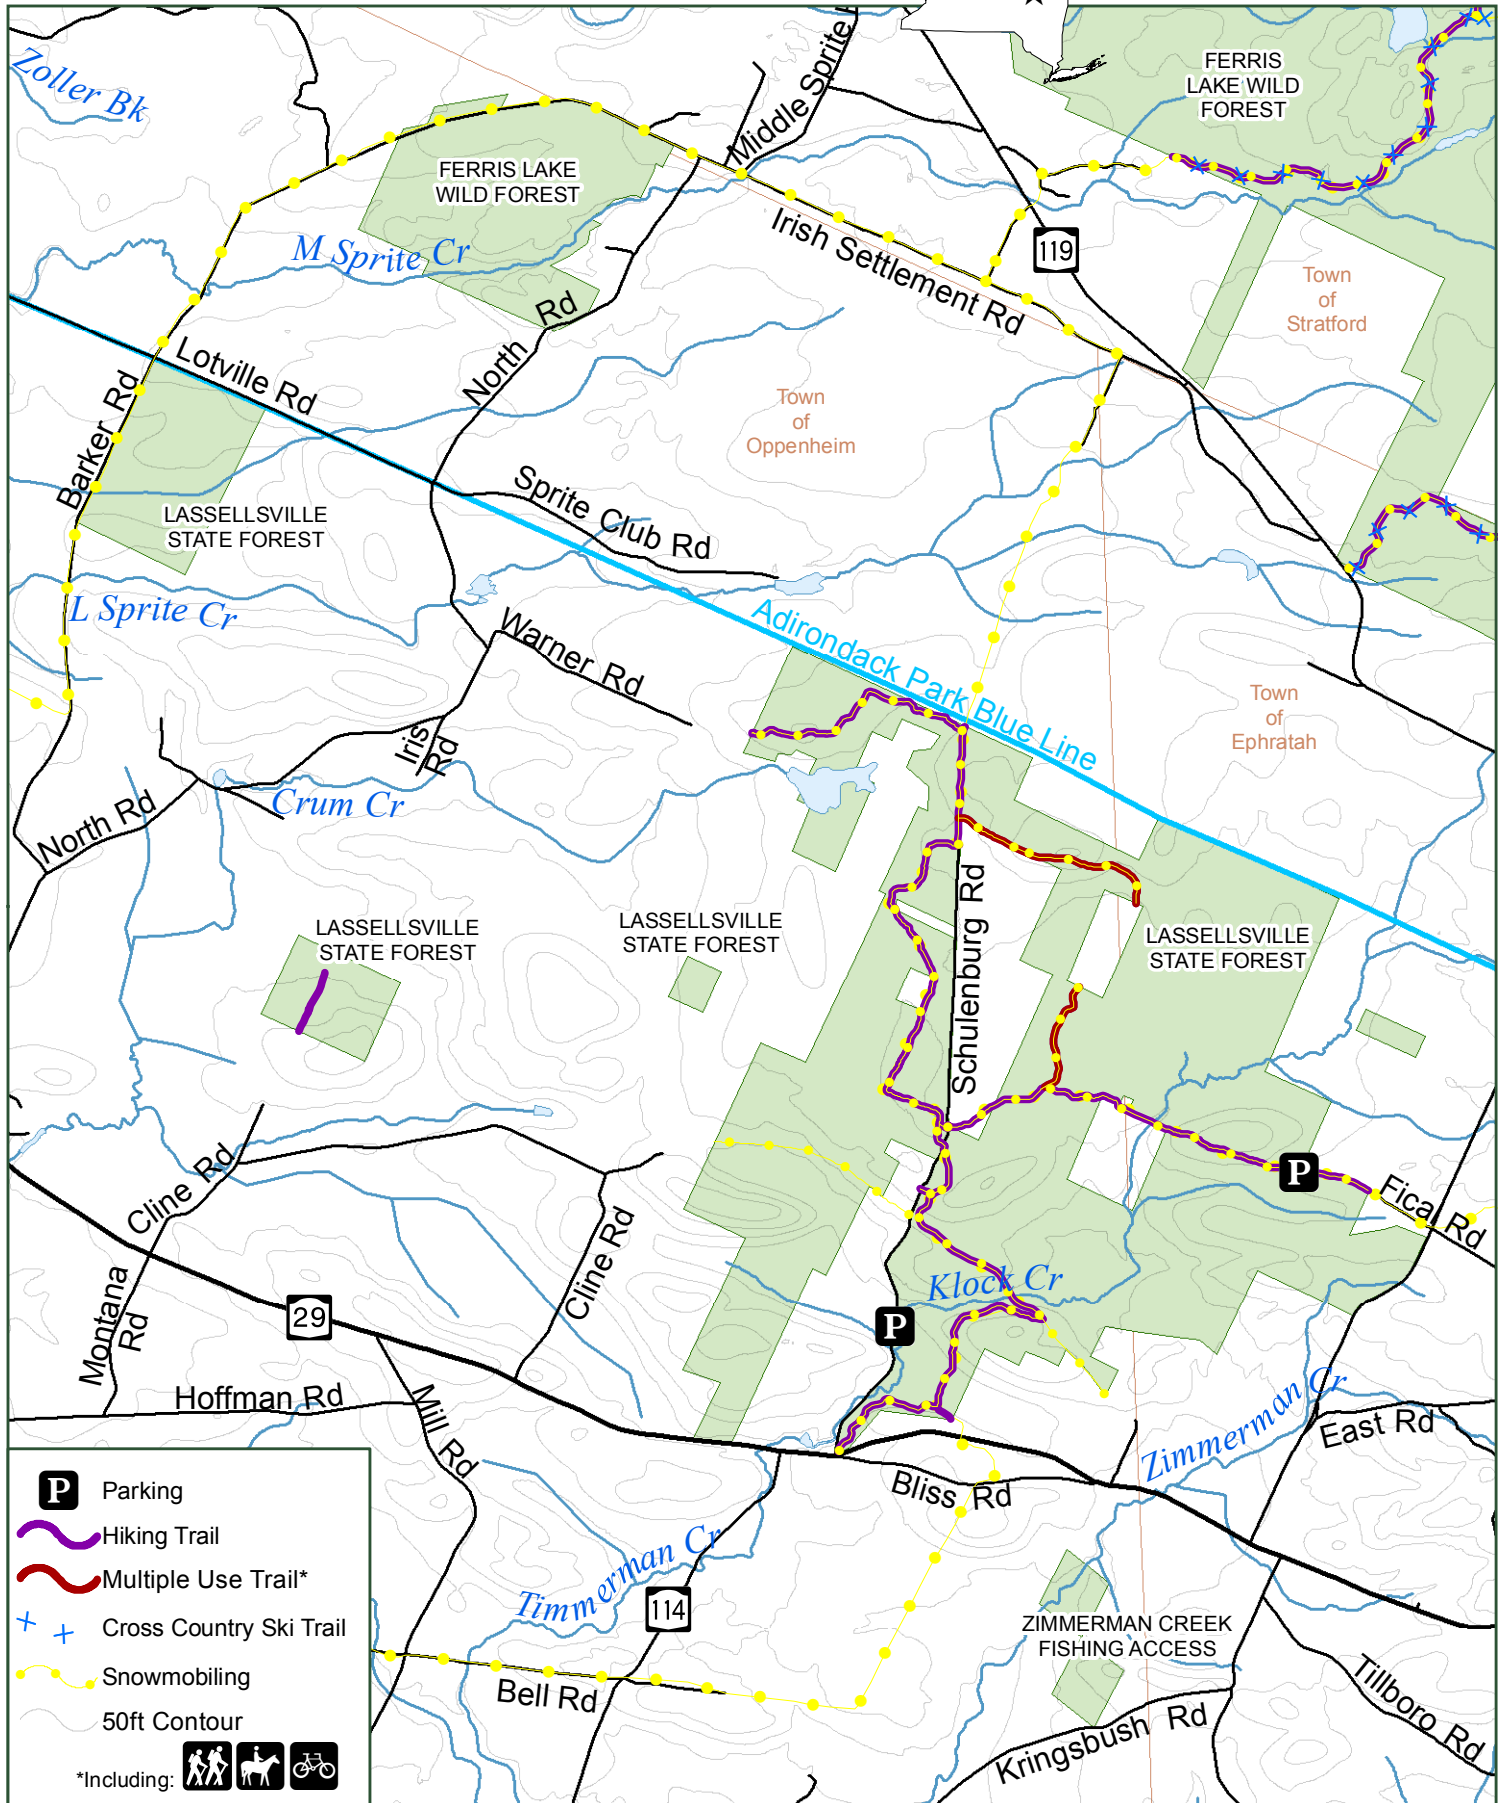 Zoller Bk
Middle Sprite
FERRIS
LAKE WILD
FOREST
FERRIS LAKE
WILD FOREST
M Sprite Cr
Irish Settlement Rd
119
Town
of
Stratford
North Rd
Lotville Rd
Barker Rd
Town
of
Oppenheim
Sprite Club Rd
LASSELLSVILLE
STATE FOREST
L Sprite Cr
Warner Rd
Adirondack Park Blue Line
Town
of
Ephratah
Iris
Rd
Crum Cr
North Rd
Schulenburg Rd
LASSELLSVILLE
STATE FOREST
LASSELLSVILLE
STATE FOREST
LASSELLSVILLE
STATE FOREST
Cline Rd
P
Fical Rd
Cline Rd
Montana
Rd
29
Klock Cr
P
Hoffman Rd
Mill Rd
Zimmerman Cr
East Rd
Bliss Rd
Timmerman Cr
114
ZIMMERMAN CREEK
FISHING ACCESS
Bell Rd
Tillboro Rd
Kringsbush Rd
P Parking
Hiking Trail
Multiple Use Trail*
Cross Country Ski Trail
Snowmobiling
50ft Contour
*Including: